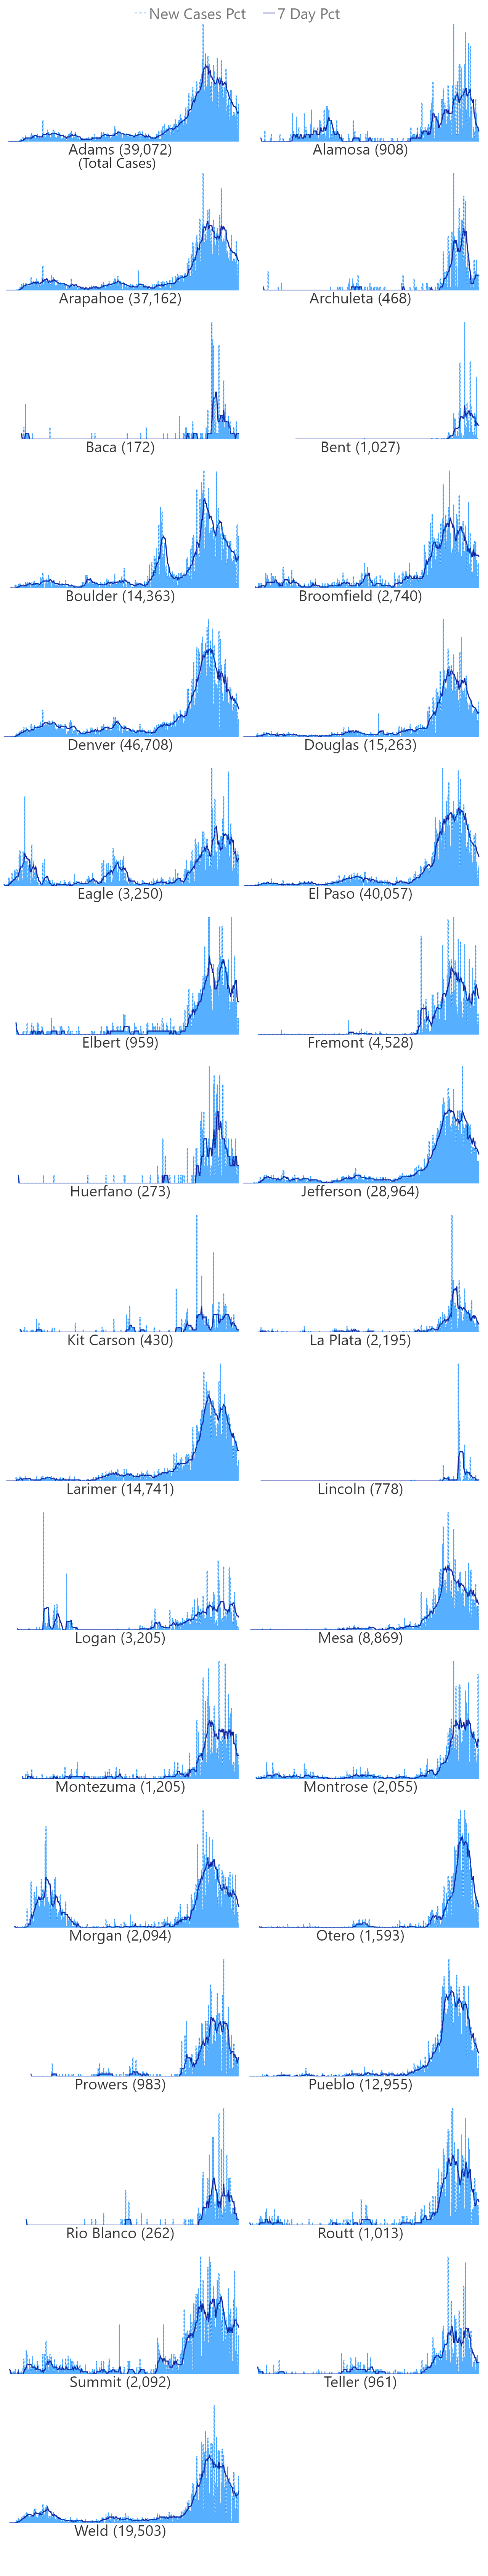 New Cases Pct 7 Day Pct
Adams (39,072) Alamosa (908)
(Total Cases)
Arapahoe (37,162) Archuleta (468)
Baca (172) Bent (1,027)
Boulder (14,363) Broomfield (2,740)
Denver (46,708) Douglas (15,263)
Eagle (3,250) El Paso (40,057)
Elbert (959) Fremont (4,528)
Huerfano (273) Jefferson (28,964)
Kit Carson (430) La Plata (2,195)
Larimer (14,741) Lincoln (778)
Logan (3,205) Mesa (8,869)
Montezuma (1,205) Montrose (2,055)
Morgan (2,094) Otero (1,593)
Prowers (983) Pueblo (12,955)
Rio Blanco (262) Routt (1,013)
Summit (2,092) Teller (961)
Weld (19,503)